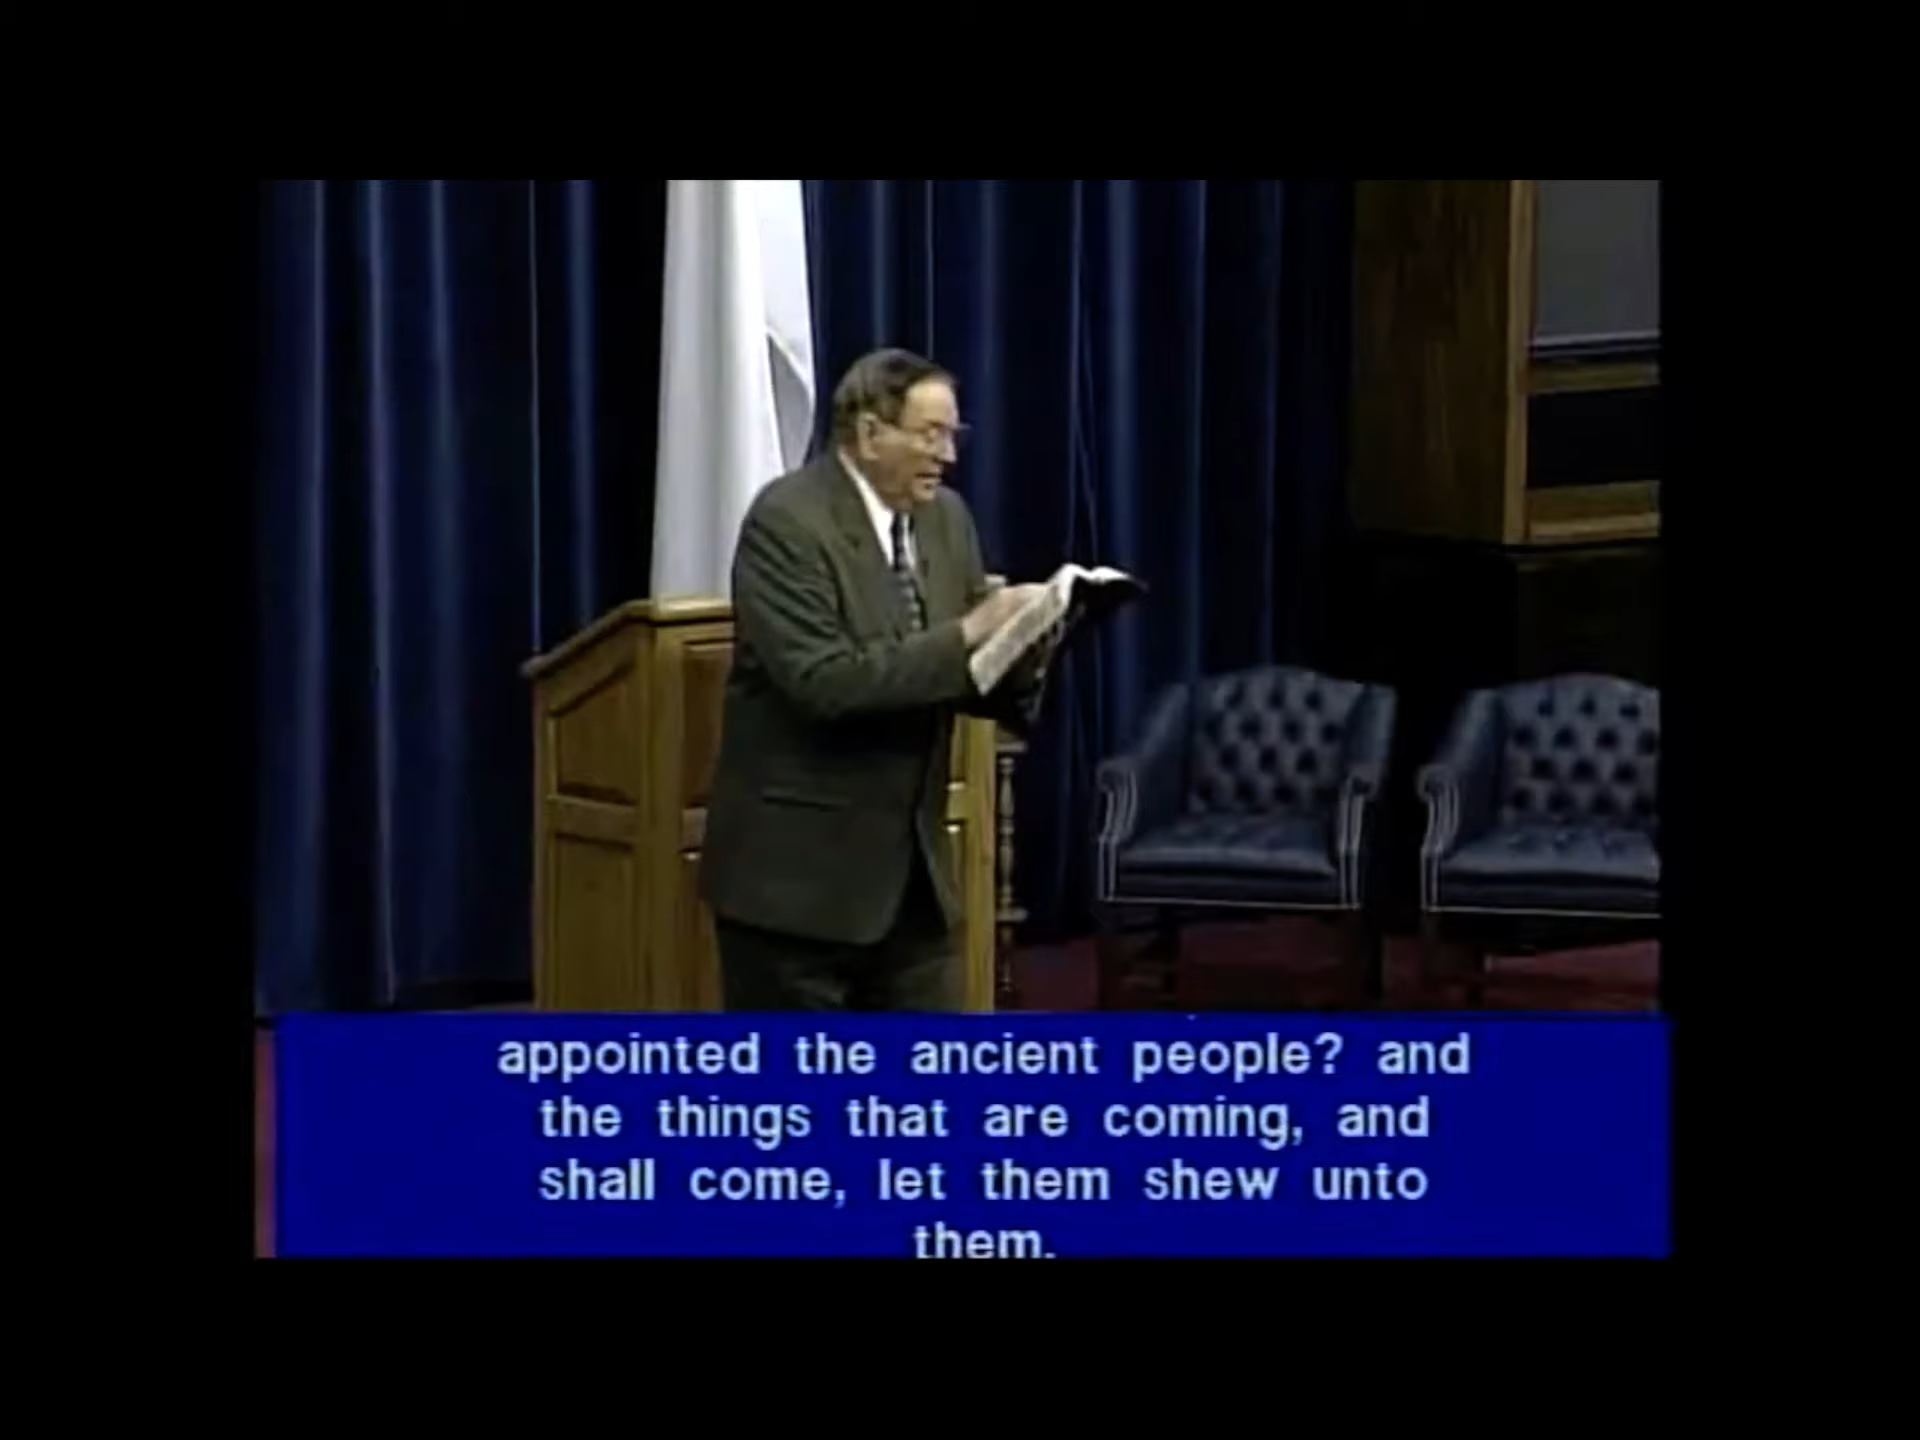 appointed the ancient people? and
the things that are coming, and
shall come, let them shew unto
them.